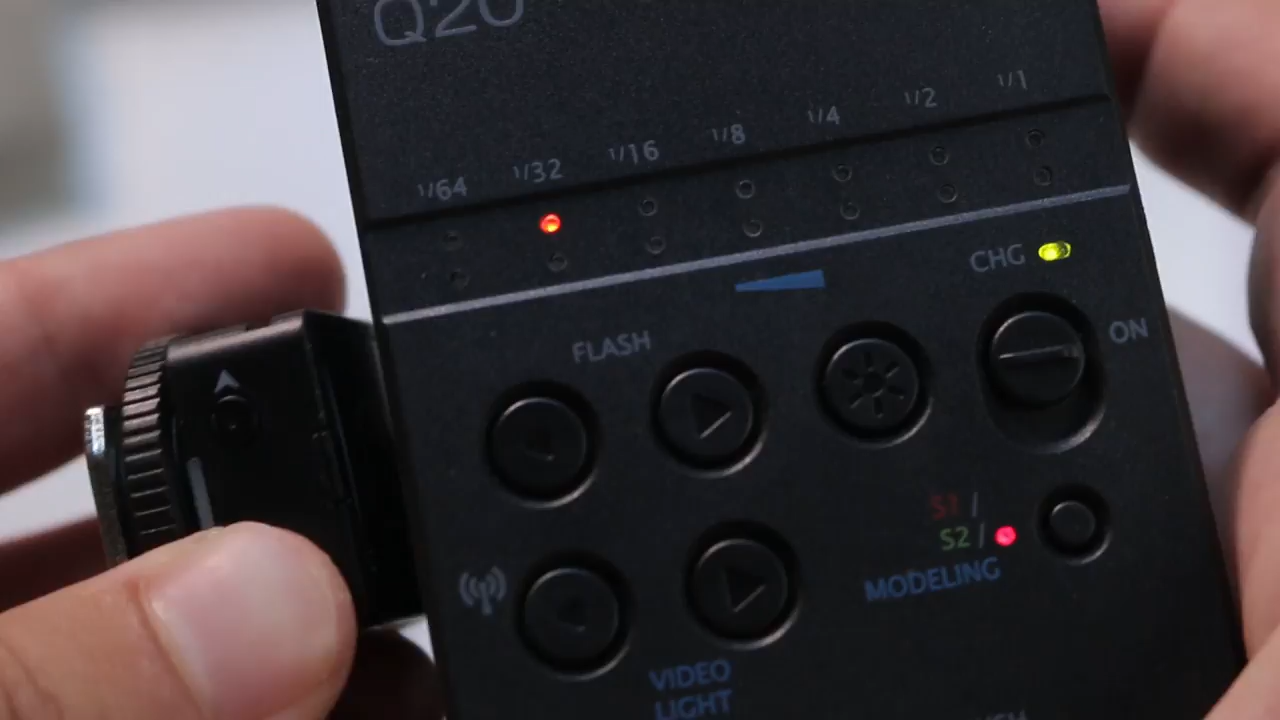 Q20
1/64 1/32 1/16 1/8 1/4 1/2 1/1
CHG
ON
FLASH
S1 /
S2 /
MODELING
VIDEO
LIGHT